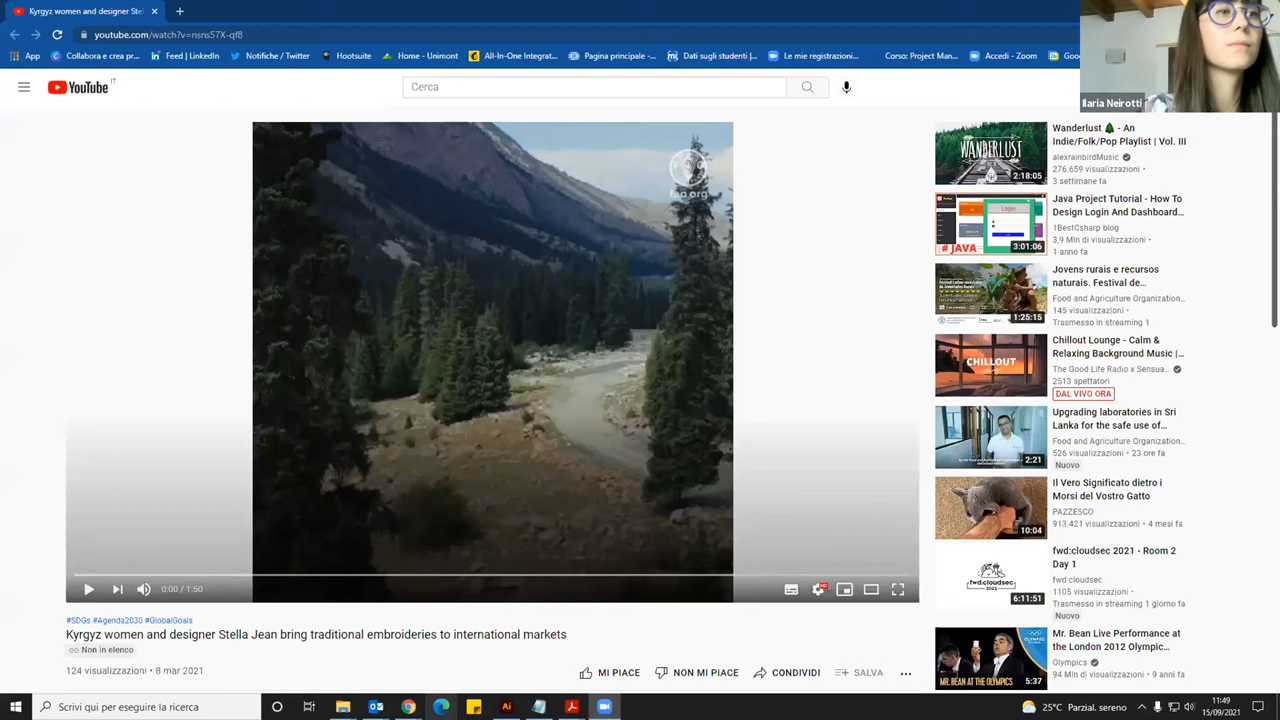 Kyrgyz women and designer Stel
youtube.com/watch?v=nsns57X-qf8
App
Collabora e crea pr...
Feed | LinkedIn
Notifiche / Twitter
Hootsuite
Home - Unimont
All-In-One Integrat...
Pagina principale -...
Dati sugli studenti |...
Le mie registrazioni...
Corso: Project Man...
Accedi - Zoom
Goo
Ilaria Neirotti
YouTube IT
Cerca
fao.org
0:00 / 1:50
HD
#SDGs #Agenda2030 #GlobalGoals
Kyrgyz women and designer Stella Jean bring traditional embroideries to international markets
Non in elenco
124 visualizzazioni • 8 mar 2021
MI PIACE
NON MI PIACE
CONDIVIDI
SALVA
WANDERLUST
2:18:05
Wanderlust 🌲 - An
Indie/Folk/Pop Playlist | Vol. III
alexrainbirdMusic
276.659 visualizzazioni •
3 settimane fa
Login
# JAVA
3:01:06
Java Project Tutorial - How To
Design Login And Dashboard...
1BestCsharp blog
3,9 Mln di visualizzazioni •
1 anno fa
1:25:15
Jovens rurais e recursos
naturais. Festival de...
Food and Agriculture Organization...
145 visualizzazioni •
Trasmesso in streaming 1
CHILLOUT
Chillout Lounge - Calm &
Relaxing Background Music |...
The Good Life Radio x Sensua...
2513 spettatori
DAL VIVO ORA
2:21
Upgrading laboratories in Sri
Lanka for the safe use of...
Food and Agriculture Organization...
526 visualizzazioni • 23 ore fa
Nuovo
10:04
Il Vero Significato dietro i
Morsi del Vostro Gatto
PAZZESCO
913.421 visualizzazioni • 4 mesi fa
fwd:cloudsec
2021
6:11:51
fwd:cloudsec 2021 - Room 2
Day 1
fwd:cloudsec
1105 visualizzazioni •
Trasmesso in streaming 1 giorno fa
Nuovo
OLYMPIC
MR. BEAN AT THE OLYMPICS
5:37
Mr. Bean Live Performance at
the London 2012 Olympic...
Olympics
94 Mln di visualizzazioni • 9 anni fa
Scrivi qui per eseguire la ricerca
Ai
25°C Parzial. sereno
11:49
15/09/2021